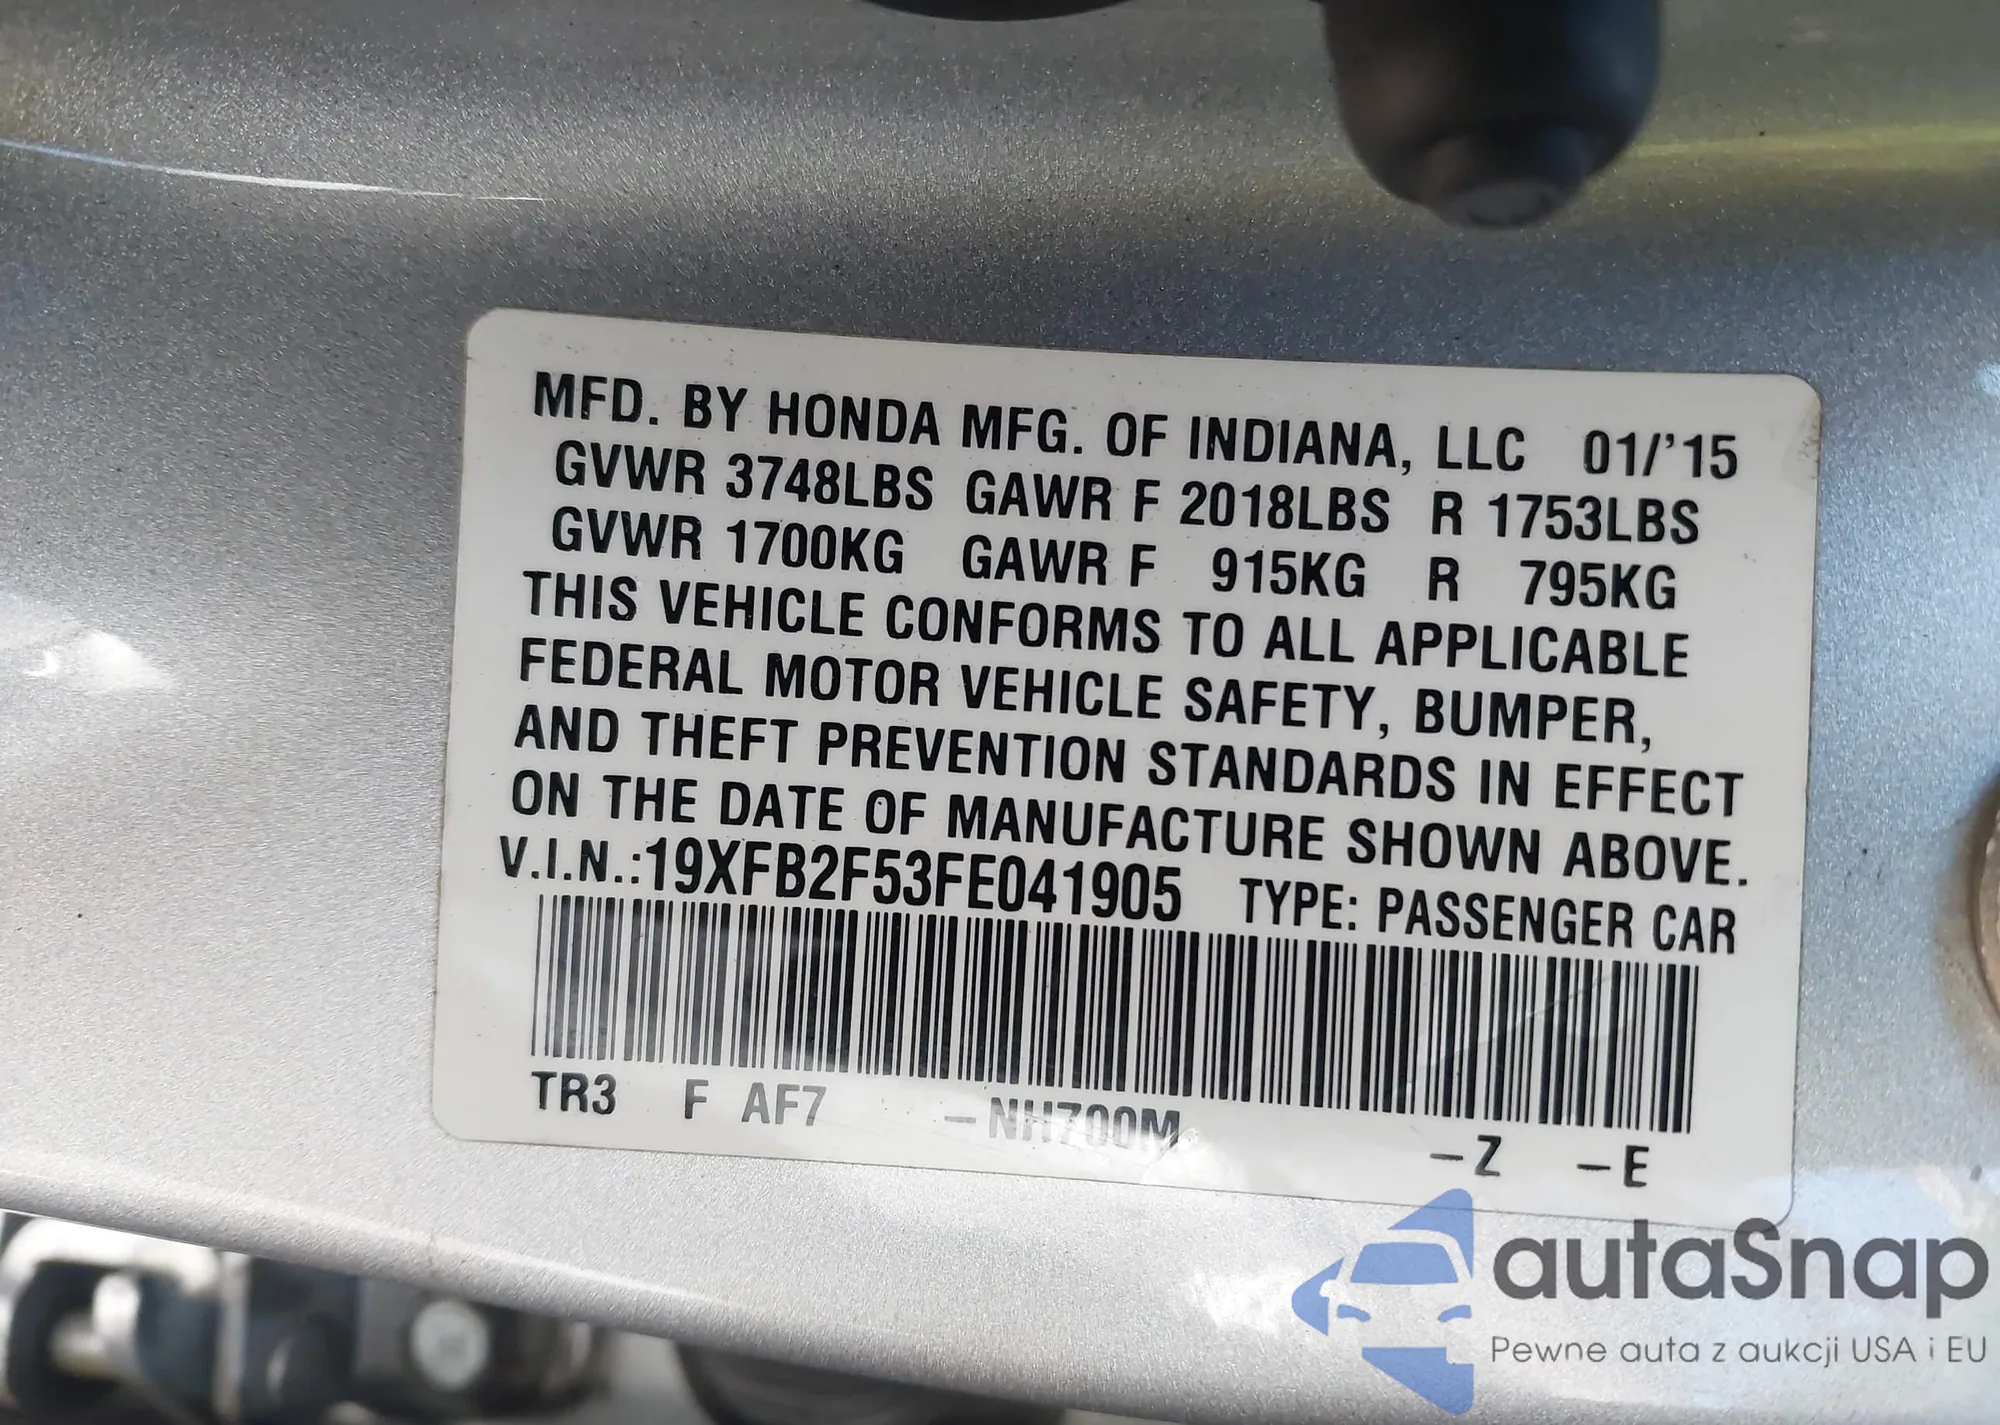 MFD. BY HONDA MFG. OF INDIANA, LLC 01/'15
GVWR 3748LBS GAWR F 2018LBS R 1753LBS
GVWR 1700KG GAWR F 915KG R 795KG
THIS VEHICLE CONFORMS TO ALL APPLICABLE
FEDERAL MOTOR VEHICLE SAFETY, BUMPER,
AND THEFT PREVENTION STANDARDS IN EFFECT
ON THE DATE OF MANUFACTURE SHOWN ABOVE.
V.I.N.:19XFB2F53FE041905 TYPE: PASSENGER CAR
TR3 F AF7 –NH700M –Z –E
autaSnap
Pewne auta z aukcji USA i EU